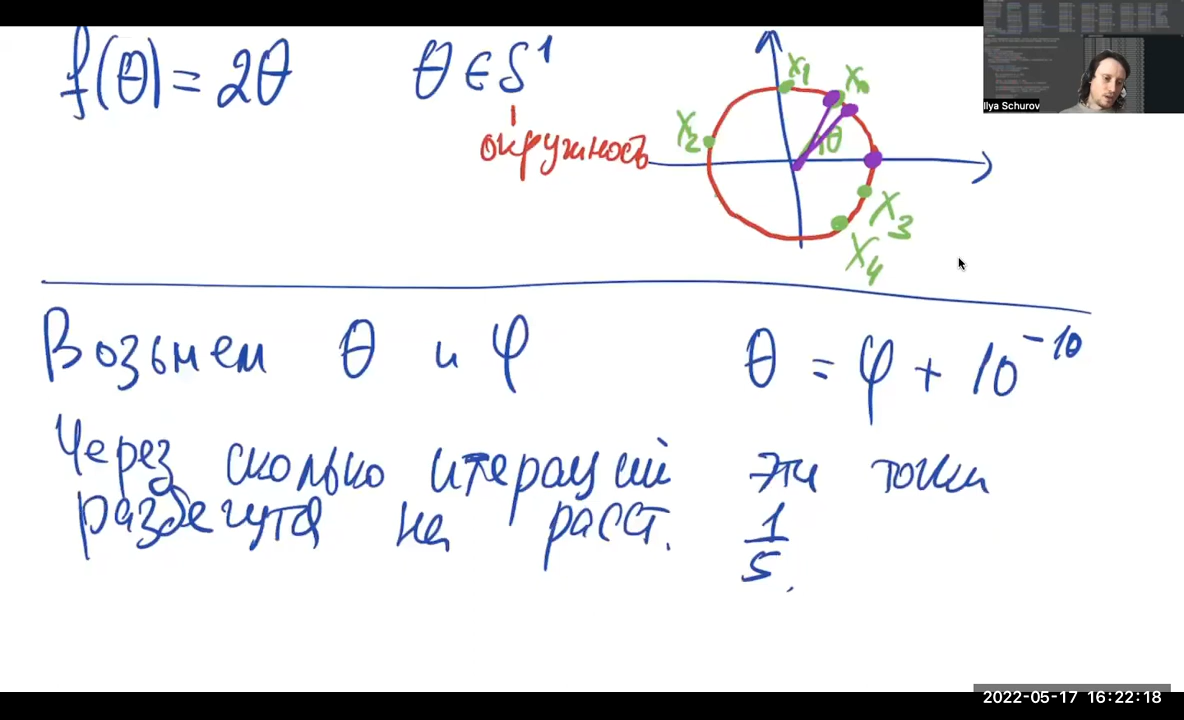 f(θ) = 2θ θ ∈ S¹
окружность
x₁ x₀
x₂ θ
x₃
x₄
Ilya Schurov
Возьмем θ и φ θ = φ + 10⁻¹⁰
Через сколько итераций эти точки
разбегутся на расст. 1/5.
2022-05-17 16:22:18